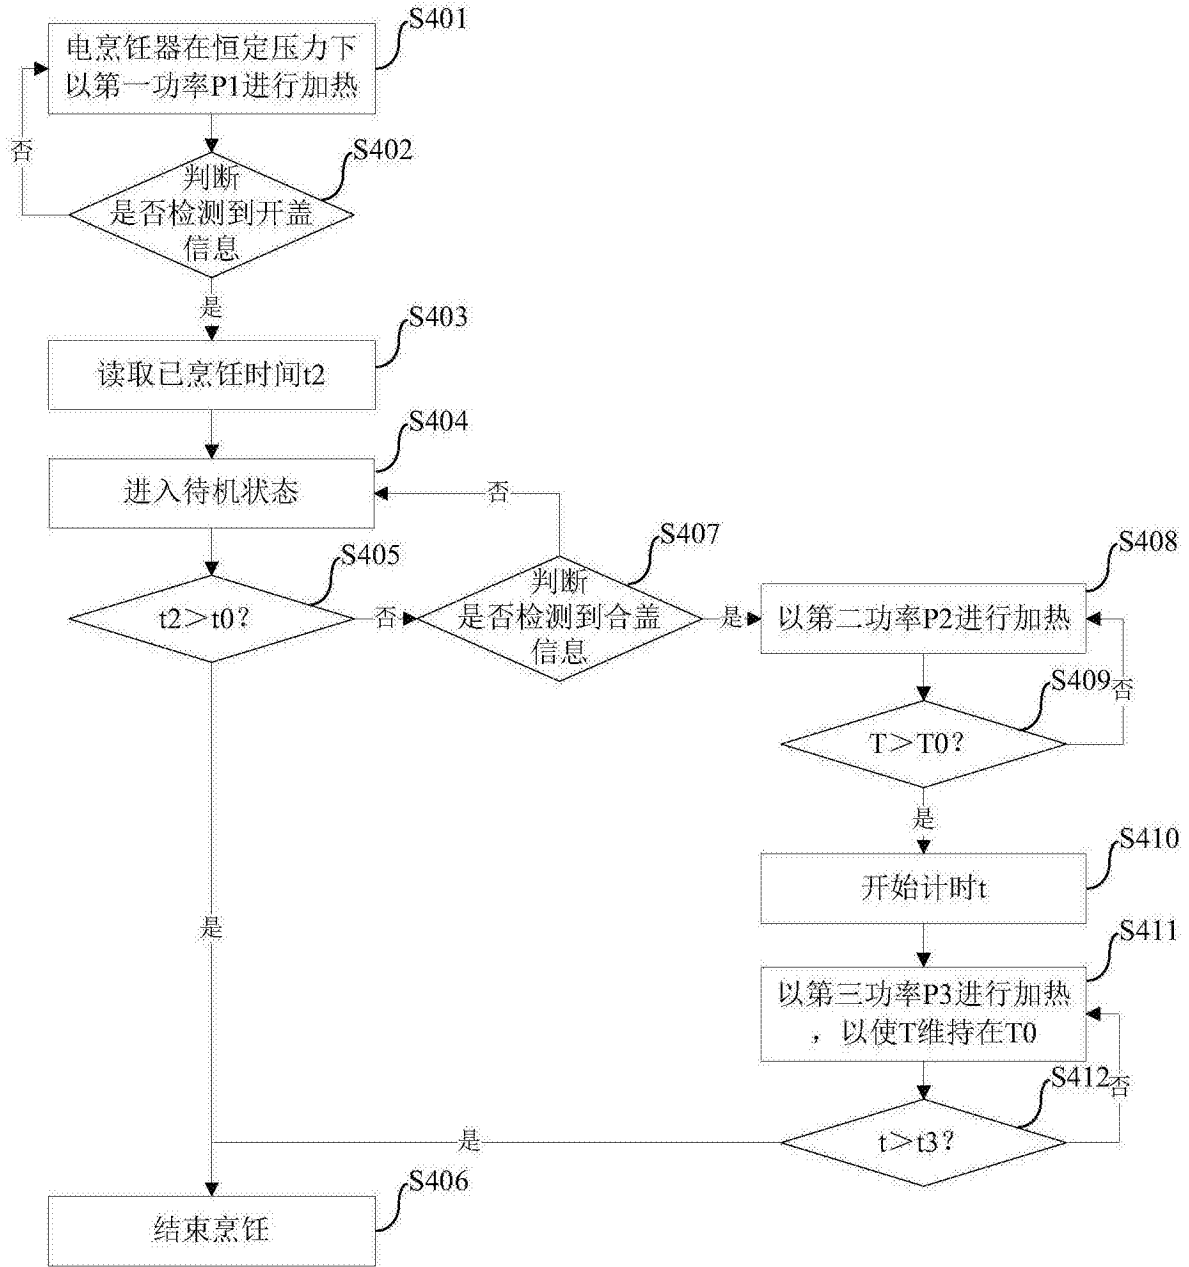 S401
电烹饪器在恒定压力下
以第一功率P1进行加热
否
S402
判断
是否检测到开盖
信息
是
S403
读取已烹饪时间t2
S404
进入待机状态
否
S405
t2＞t0？
否
S407
判断
是否检测到合盖
信息
是
S408
以第二功率P2进行加热
S409
否
T＞T0？
是
S410
开始计时t
是
S411
以第三功率P3进行加热
，以使T维持在T0
S412
否
t＞t3？
是
S406
结束烹饪